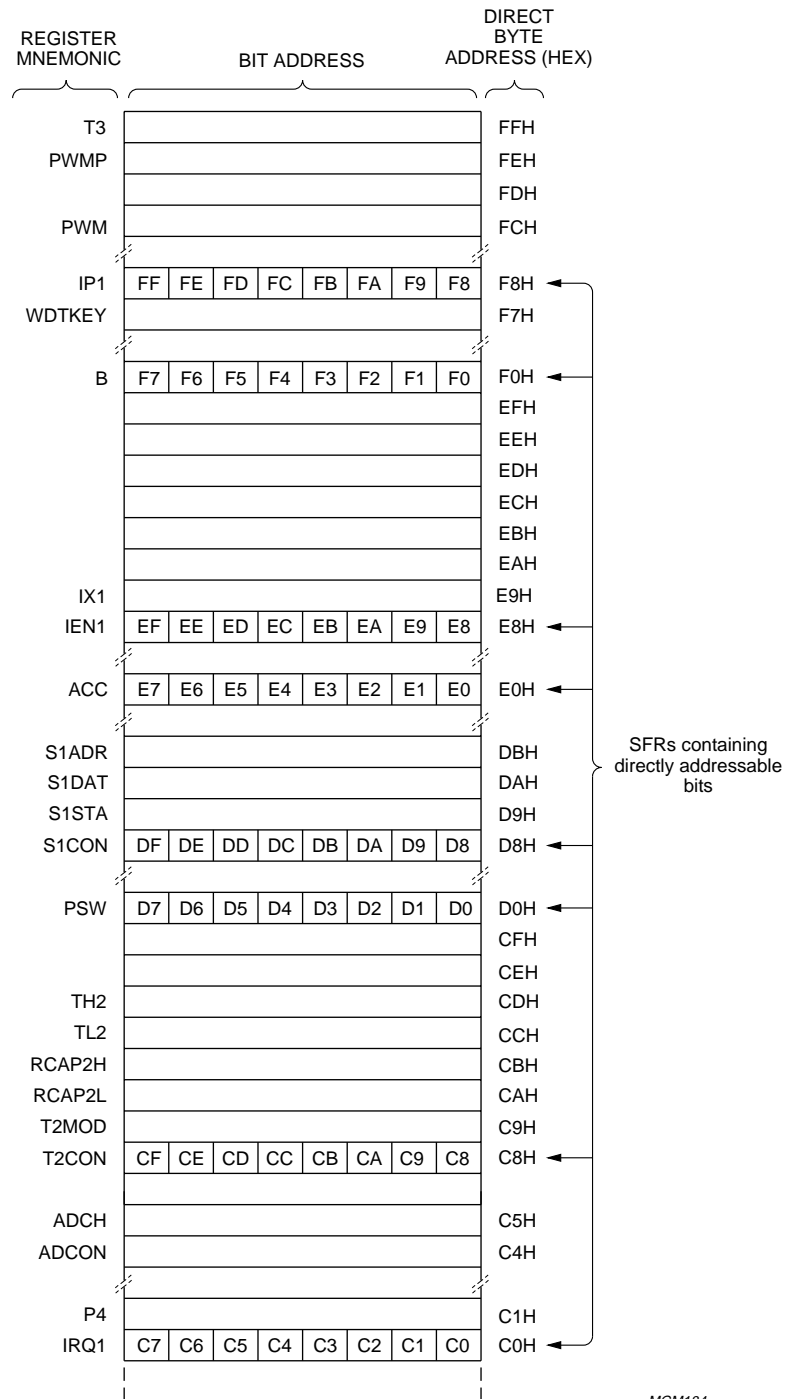 REGISTER
MNEMONIC
BIT ADDRESS
DIRECT
BYTE
ADDRESS (HEX)
T3 FFH
PWMP FEH
FDH
PWM FCH
IP1 FF FE FD FC FB FA F9 F8 F8H
WDTKEY F7H
B F7 F6 F5 F4 F3 F2 F1 F0 F0H
EFH
EEH
EDH
ECH
EBH
EAH
IX1 E9H
IEN1 EF EE ED EC EB EA E9 E8 E8H
ACC E7 E6 E5 E4 E3 E2 E1 E0 E0H
S1ADR DBH
S1DAT DAH
S1STA D9H
S1CON DF DE DD DC DB DA D9 D8 D8H
SFRs containing
directly addressable
bits
PSW D7 D6 D5 D4 D3 D2 D1 D0 D0H
CFH
CEH
TH2 CDH
TL2 CCH
RCAP2H CBH
RCAP2L CAH
T2MOD C9H
T2CON CF CE CD CC CB CA C9 C8 C8H
ADCH C5H
ADCON C4H
P4 C1H
IRQ1 C7 C6 C5 C4 C3 C2 C1 C0 C0H